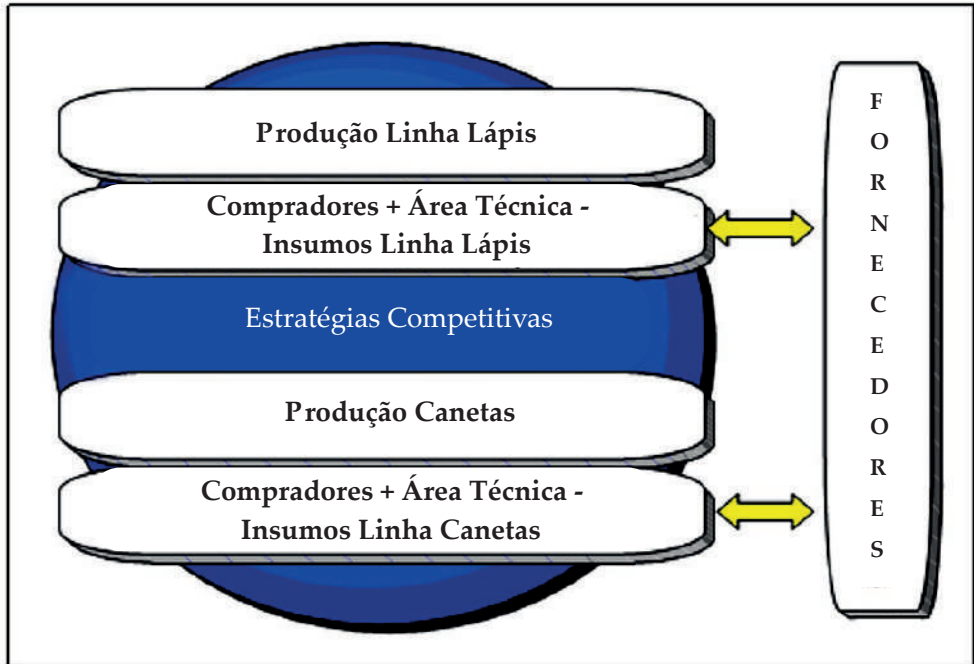 Produção Linha Lápis
Compradores + Área Técnica -
Insumos Linha Lápis
Estratégias Competitivas
Produção Canetas
Compradores + Área Técnica -
Insumos Linha Canetas
F
O
R
N
E
C
E
D
O
R
E
S